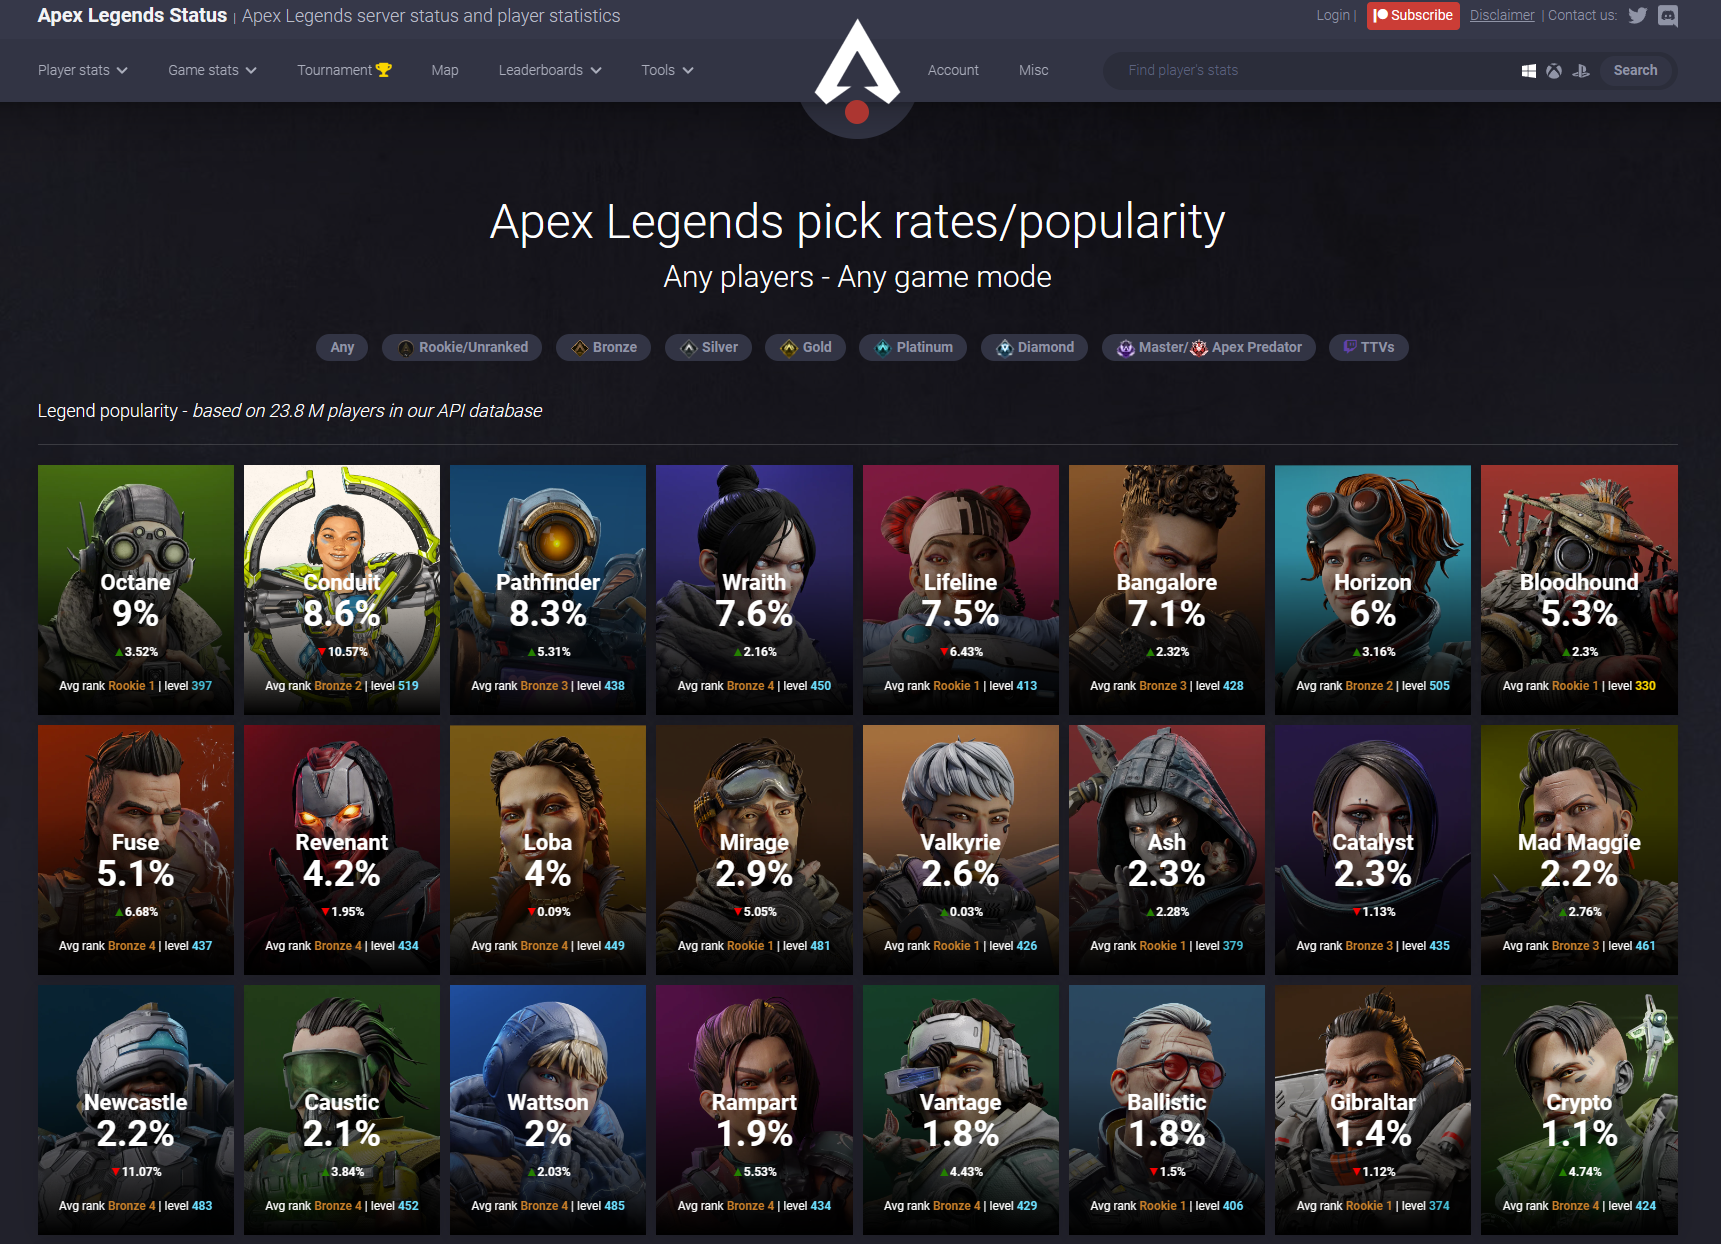 Apex Legends Status | Apex Legends server status and player statistics
Login | Subscribe Disclaimer | Contact us:
Player stats Game stats Tournament Map Leaderboards Tools Account Misc Find player's stats Search
Apex Legends pick rates/popularity
Any players - Any game mode
Any Rookie/Unranked Bronze Silver Gold Platinum Diamond Master/ Apex Predator TTVs
Legend popularity - based on 23.8 M players in our API database
Octane
9%
▲3.52%
Avg rank Rookie 1 | level 397
Conduit
8.6%
▼10.57%
Avg rank Bronze 2 | level 519
Pathfinder
8.3%
▲5.31%
Avg rank Bronze 3 | level 438
Wraith
7.6%
▲2.16%
Avg rank Bronze 4 | level 450
Lifeline
7.5%
▼6.43%
Avg rank Rookie 1 | level 413
Bangalore
7.1%
▲2.32%
Avg rank Bronze 3 | level 428
Horizon
6%
▲3.16%
Avg rank Bronze 2 | level 505
Bloodhound
5.3%
▲2.3%
Avg rank Rookie 1 | level 330
Fuse
5.1%
▲6.68%
Avg rank Bronze 4 | level 437
Revenant
4.2%
▼1.95%
Avg rank Bronze 4 | level 434
Loba
4%
▼0.09%
Avg rank Bronze 4 | level 449
Mirage
2.9%
▼5.05%
Avg rank Rookie 1 | level 481
Valkyrie
2.6%
▲0.03%
Avg rank Rookie 1 | level 426
Ash
2.3%
▲2.28%
Avg rank Rookie 1 | level 379
Catalyst
2.3%
▼1.13%
Avg rank Bronze 3 | level 435
Mad Maggie
2.2%
▲2.76%
Avg rank Bronze 3 | level 461
Newcastle
2.2%
▼11.07%
Avg rank Bronze 4 | level 483
Caustic
2.1%
▲3.84%
Avg rank Bronze 4 | level 452
Wattson
2%
▲2.03%
Avg rank Bronze 4 | level 485
Rampart
1.9%
▲5.53%
Avg rank Bronze 4 | level 434
Vantage
1.8%
▲4.43%
Avg rank Bronze 4 | level 429
Ballistic
1.8%
▼1.5%
Avg rank Rookie 1 | level 406
Gibraltar
1.4%
▼1.12%
Avg rank Rookie 1 | level 374
Crypto
1.1%
▲4.74%
Avg rank Bronze 4 | level 424